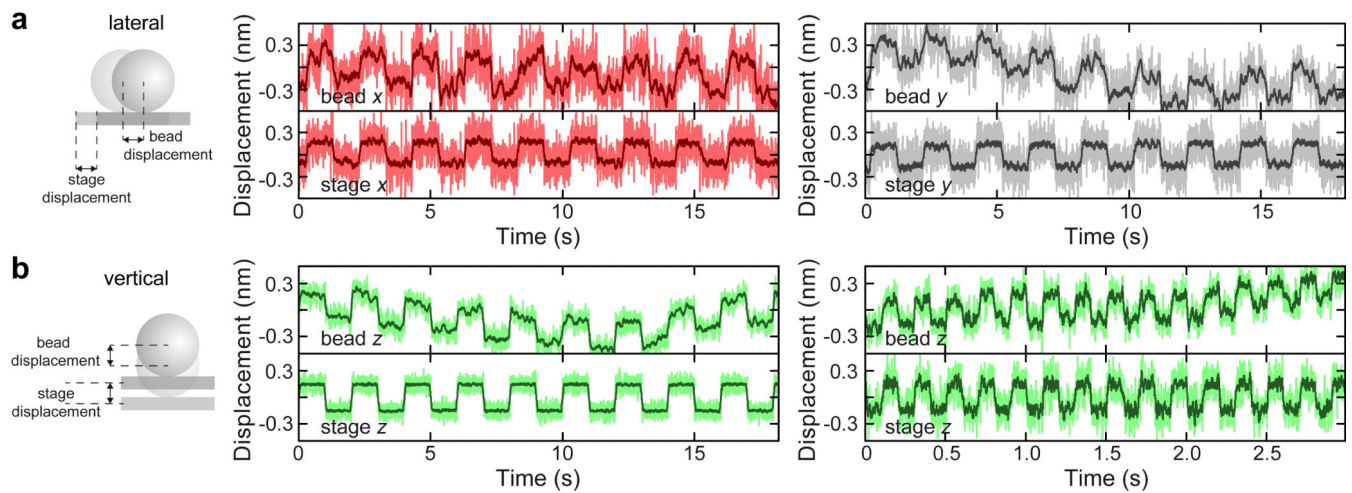 a
lateral
bead
displacement
stage
displacement
Displacement (nm)
0.3
-0.3
bead x
0.3
-0.3
stage x
0
5
10
15
Time (s)
Displacement (nm)
0.3
-0.3
bead y
0.3
-0.3
stage y
0
5
10
15
Time (s)
b
vertical
bead
displacement
stage
displacement
Displacement (nm)
0.3
-0.3
bead z
0.3
-0.3
stage z
0
5
10
15
Time (s)
Displacement (nm)
0.3
-0.3
bead z
0.3
-0.3
stage z
0
0.5
1.0
1.5
2.0
2.5
Time (s)